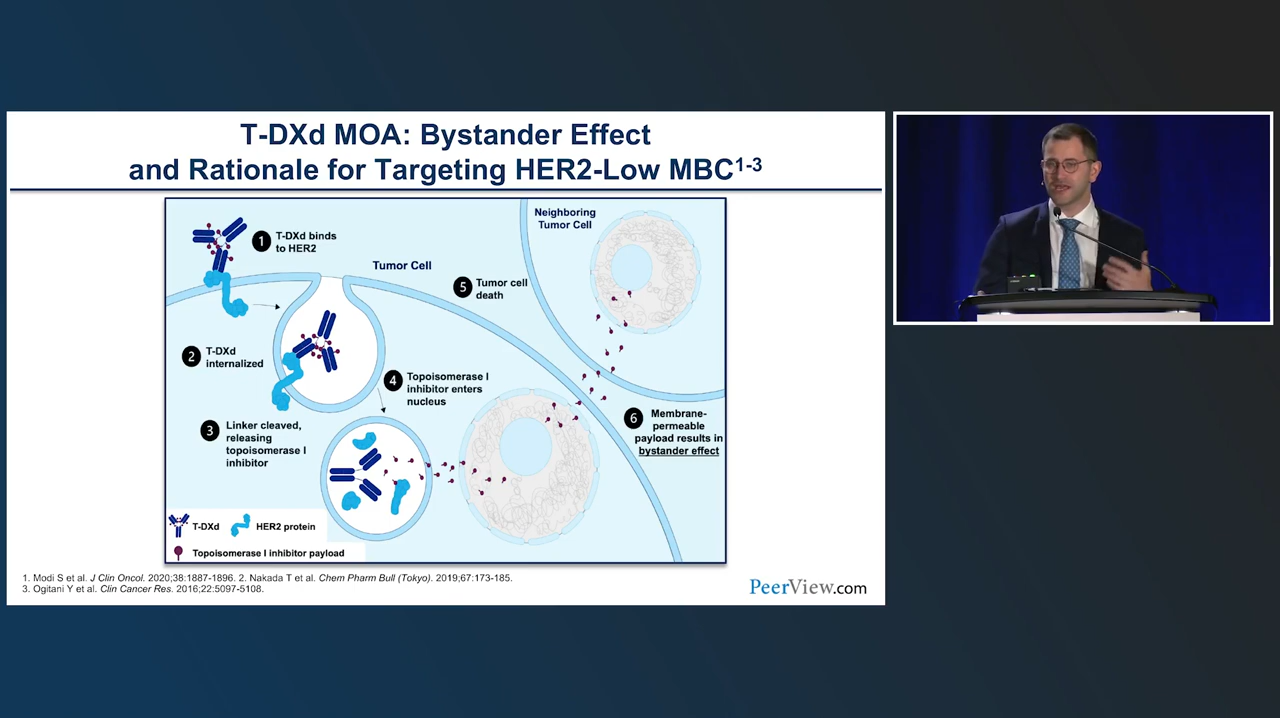 T-DXd MOA: Bystander Effect
and Rationale for Targeting HER2-Low MBC1-3
1 T-DXd binds
to HER2
Tumor Cell
Neighboring
Tumor Cell
5 Tumor cell
death
2 T-DXd
internalized
4 Topoisomerase I
inhibitor enters
nucleus
3 Linker cleaved,
releasing
topoisomerase I
inhibitor
6 Membrane-
permeable
payload results in
bystander effect
T-DXd
HER2 protein
Topoisomerase I inhibitor payload
1. Modi S et al. J Clin Oncol. 2020;38:1887-1896. 2. Nakada T et al. Chem Pharm Bull (Tokyo). 2019;67:173-185.
3. Ogitani Y et al. Clin Cancer Res. 2016;22:5097-5108.
PeerView.com